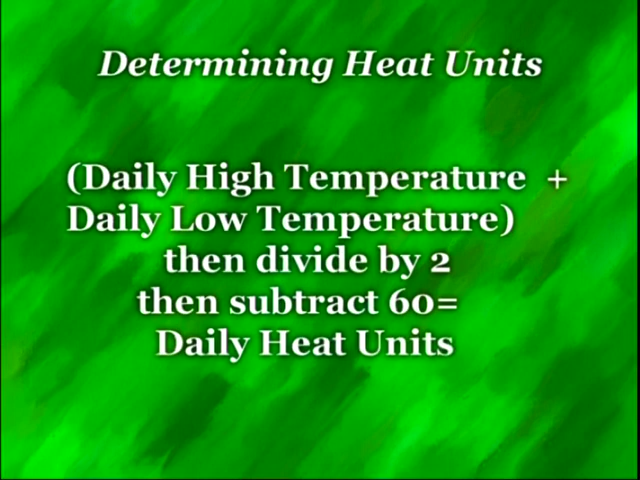 Determining Heat Units
(Daily High Temperature +
Daily Low Temperature)
then divide by 2
then subtract 60=
Daily Heat Units